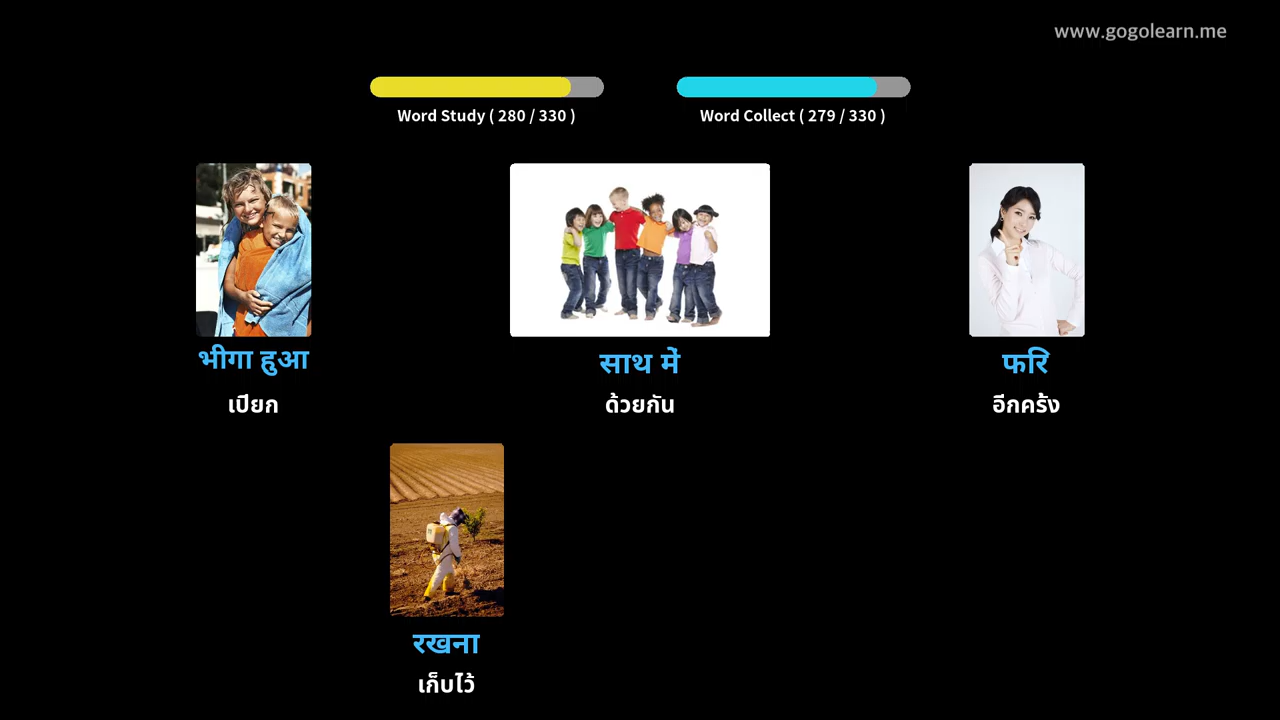 www.gogolearn.me
Word Study ( 280 / 330 )
Word Collect ( 279 / 330 )
भीगा हुआ
เปียก
साथ में
ด้วยกัน
फरि
อีกครั้ง
रखना
เก็บไว้